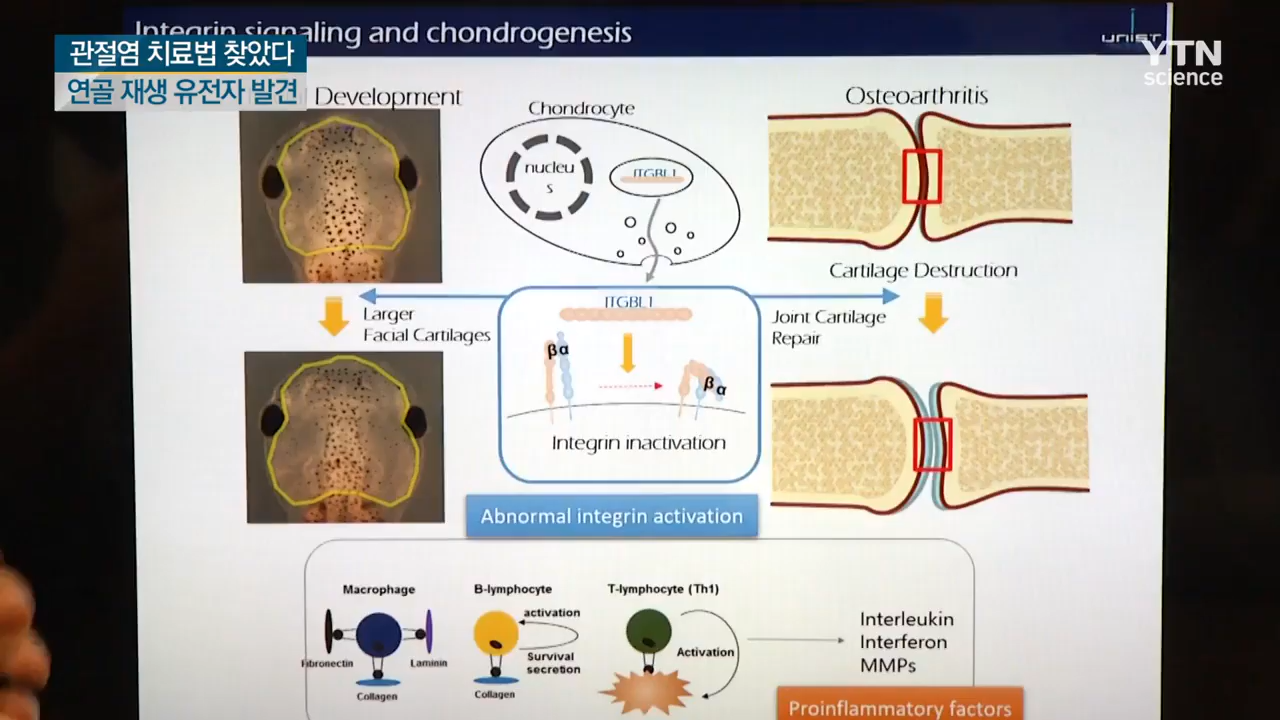 Integrin signaling and chondrogenesis
UNIST
관절염 치료법 찾았다
연골 재생 유전자 발견
YTN
science
Development
Chondrocyte
nucleu
s
ITGBL1
Osteoarthritis
Cartilage Destruction
Larger
Facial Cartilages
ITGBL1
βα
βα
Integrin inactivation
Joint Cartilage
Repair
Abnormal integrin activation
Macrophage
Fibronectin
Laminin
Collagen
B-lymphocyte
activation
Survival
secretion
Collagen
T-lymphocyte (Th1)
Activation
Interleukin
Interferon
MMPs
Proinflammatory factors